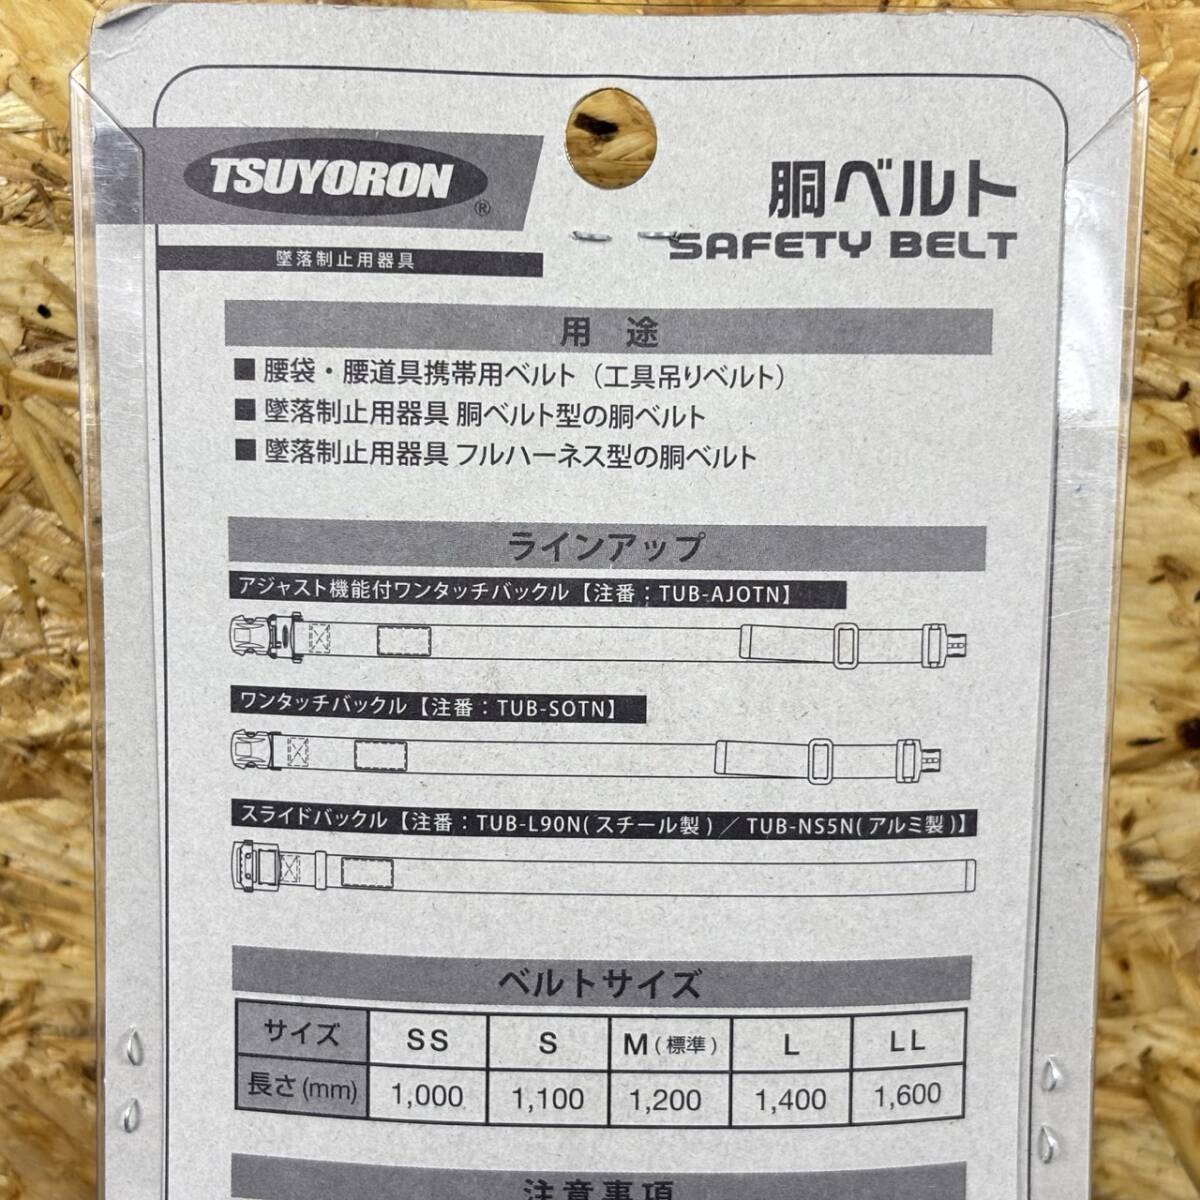 TSUYORON®
墜落制止用器具
胴ベルト
SAFETY BELT
用 途
■ 腰袋・腰道具携帯用ベルト（工具吊りベルト）
■ 墜落制止用器具 胴ベルト型の胴ベルト
■ 墜落制止用器具 フルハーネス型の胴ベルト
ラインアップ
アジャスト機能付ワンタッチバックル【注番：TUB-AJOTN】
ワンタッチバックル【注番：TUB-SOTN】
スライドバックル【注番：TUB-L90N(スチール製)／TUB-NS5N(アルミ製)】
ベルトサイズ
サイズ SS S M(標準) L LL
長さ(mm) 1,000 1,100 1,200 1,400 1,600
注意事項